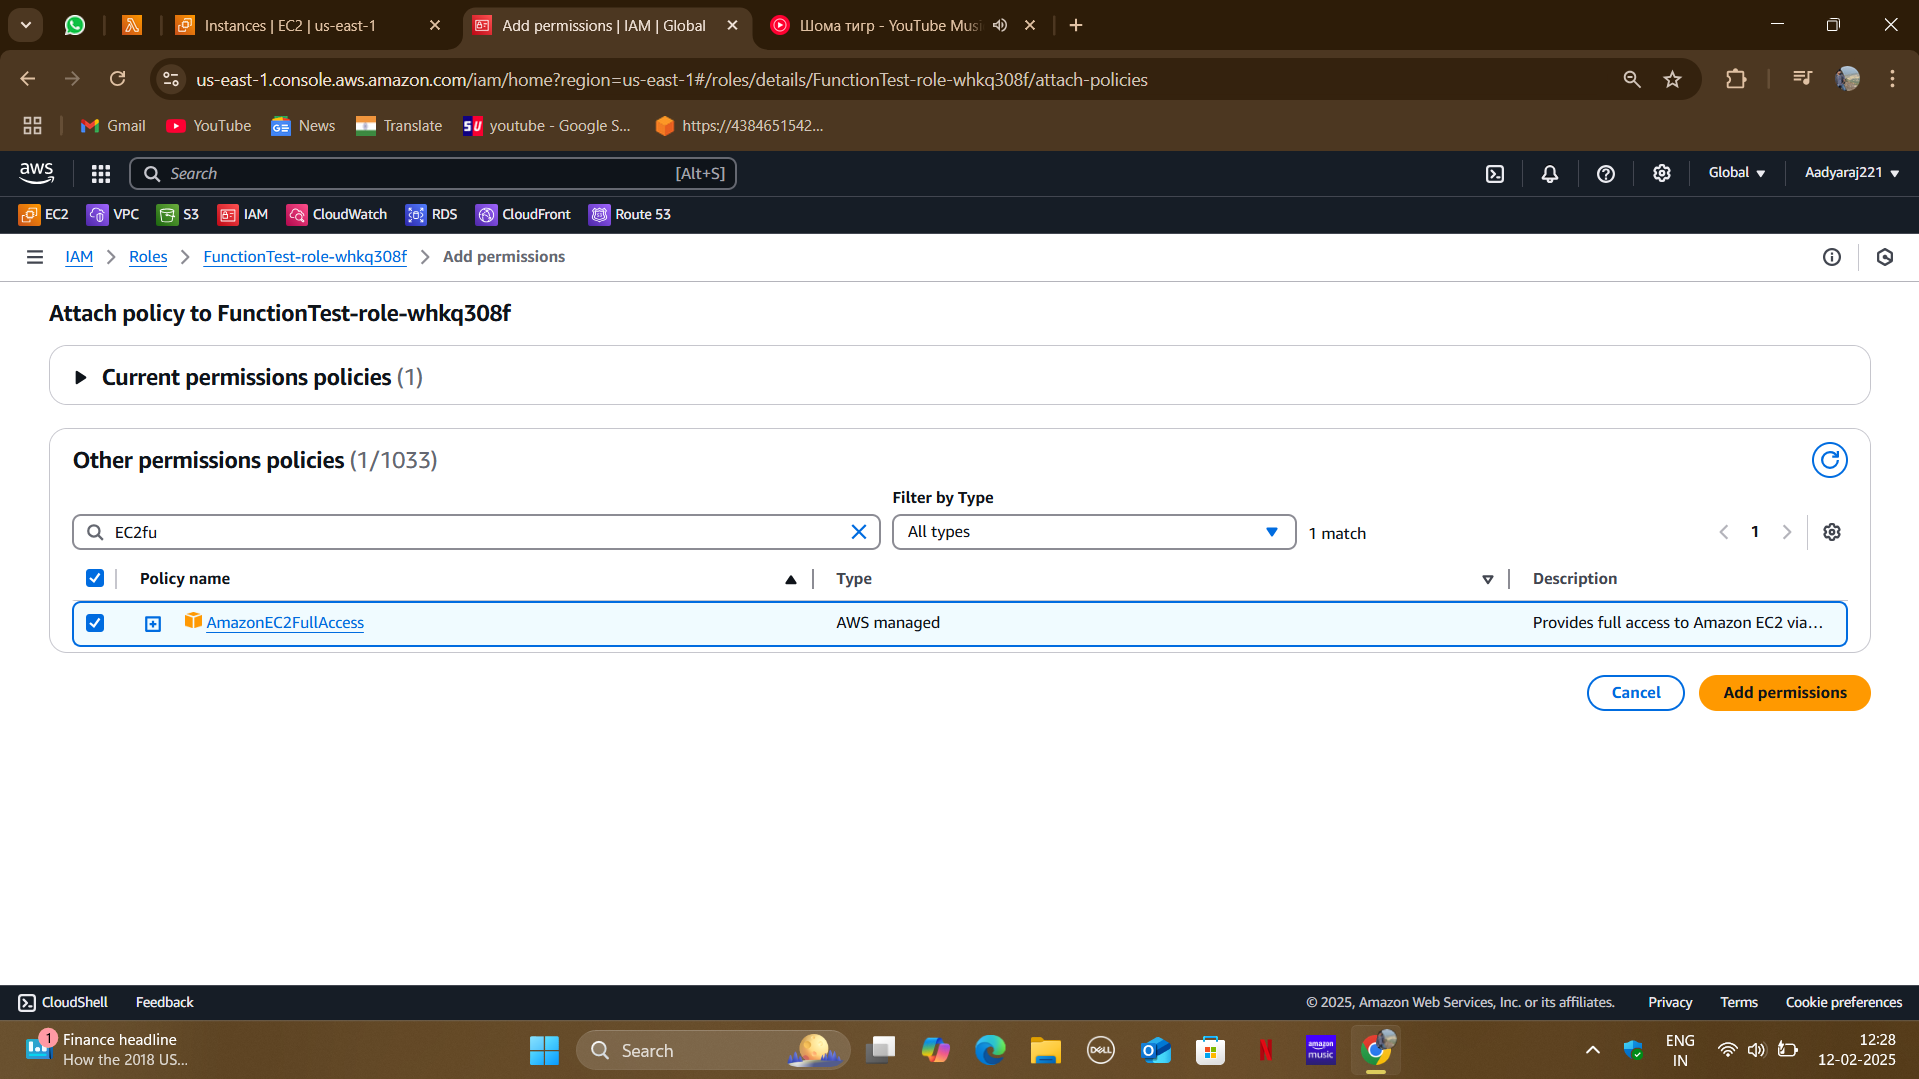 Instances | EC2 | us-east-1
Add permissions | IAM | Global
Шома тигр - YouTube Mus
us-east-1.console.aws.amazon.com/iam/home?region=us-east-1#/roles/details/FunctionTest-role-whkq308f/attach-policies
Gmail
YouTube
News
Translate
SU
youtube - Google S...
https://4384651542...
aws
Search
[Alt+S]
Global
Aadyaraj221
EC2
VPC
S3
IAM
CloudWatch
RDS
CloudFront
Route 53
IAM
Roles
FunctionTest-role-whkq308f
Add permissions
Attach policy to FunctionTest-role-whkq308f
Current permissions policies (1)
Other permissions policies (1/1033)
Filter by Type
EC2fu
All types
1 match
1
Policy name
Type
Description
AmazonEC2FullAccess
AWS managed
Provides full access to Amazon EC2 via...
Cancel
Add permissions
CloudShell
Feedback
© 2025, Amazon Web Services, Inc. or its affiliates.
Privacy
Terms
Cookie preferences
1
Finance headline
How the 2018 US...
Search
DELL
N
amazon music
ENG
IN
12:28
12-02-2025